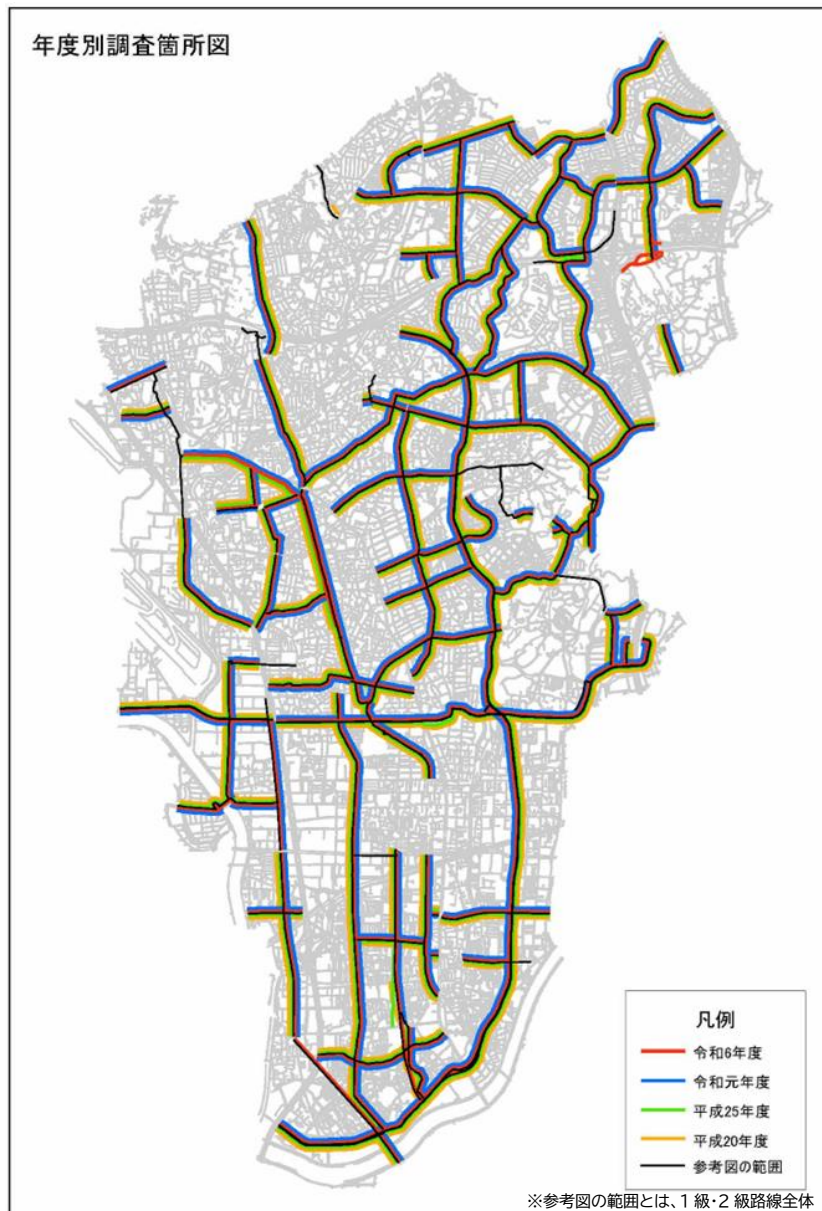 年度別調査箇所図
凡例
令和6年度
令和元年度
平成25年度
平成20年度
参考図の範囲
※参考図の範囲とは、1級・2級路線全体